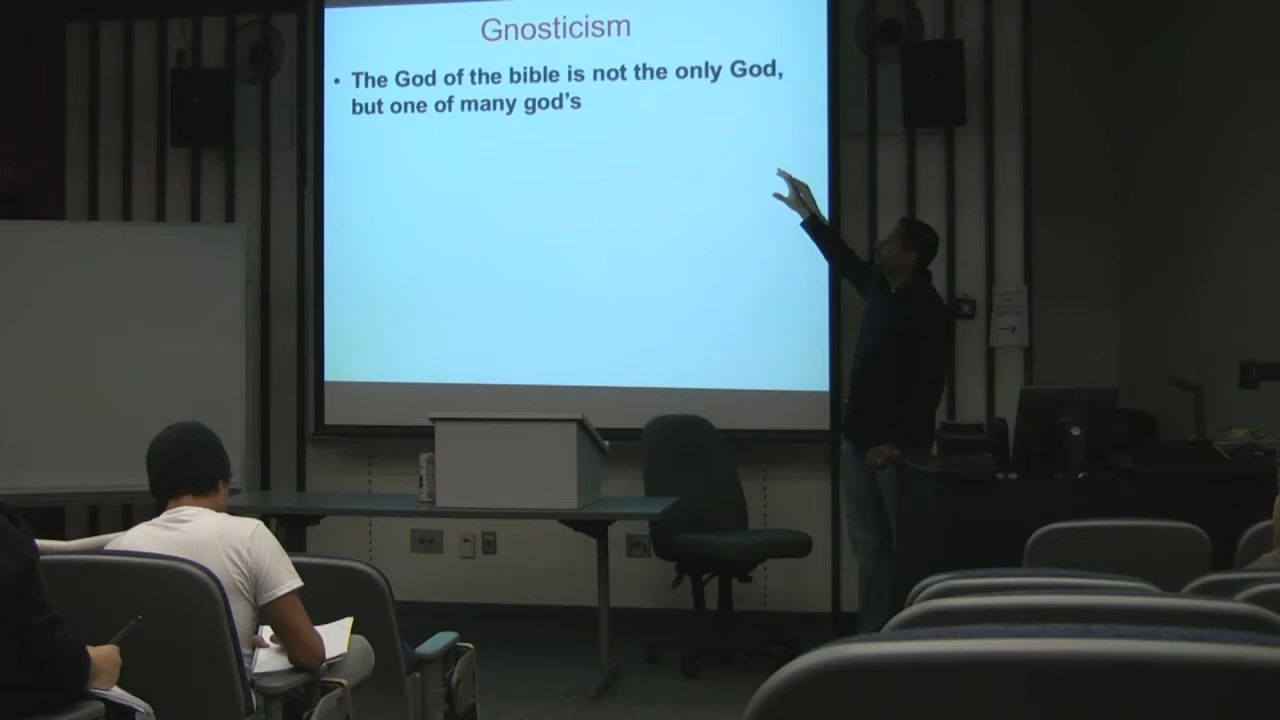 Gnosticism
• The God of the bible is not the only God,
but one of many god's